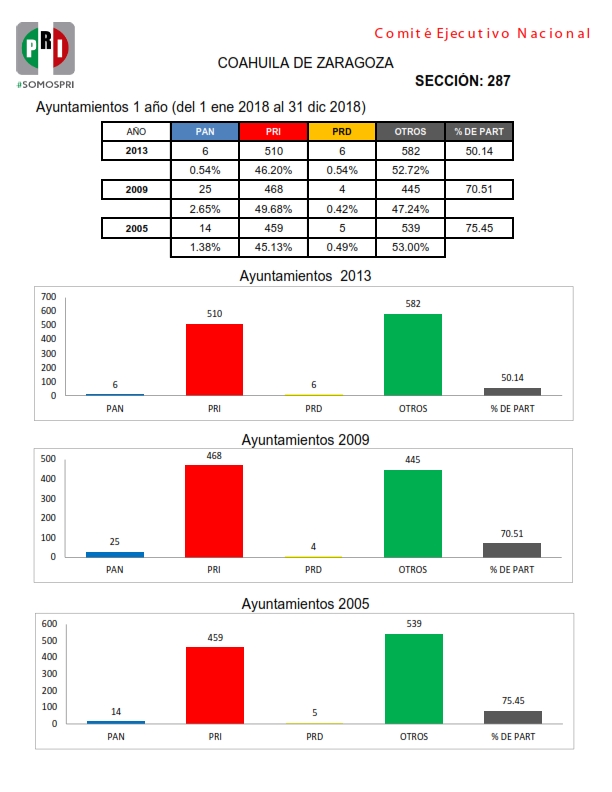 Comité Ejecutivo Nacional
PRI
#SOMOSPRI
COAHUILA DE ZARAGOZA
SECCIÓN: 287
Ayuntamientos 1 año (del 1 ene 2018 al 31 dic 2018)
AÑO PAN PRI PRD OTROS % DE PART
2013 6 510 6 582 50.14
0.54% 46.20% 0.54% 52.72%
2009 25 468 4 445 70.51
2.65% 49.68% 0.42% 47.24%
2005 14 459 5 539 75.45
1.38% 45.13% 0.49% 53.00%
Ayuntamientos 2013
700
600
500
400
300
200
100
0
6 510 6 582 50.14
PAN PRI PRD OTROS % DE PART
Ayuntamientos 2009
500
400
300
200
100
0
25 468 4 445 70.51
PAN PRI PRD OTROS % DE PART
Ayuntamientos 2005
600
500
400
300
200
100
0
14 459 5 539 75.45
PAN PRI PRD OTROS % DE PART